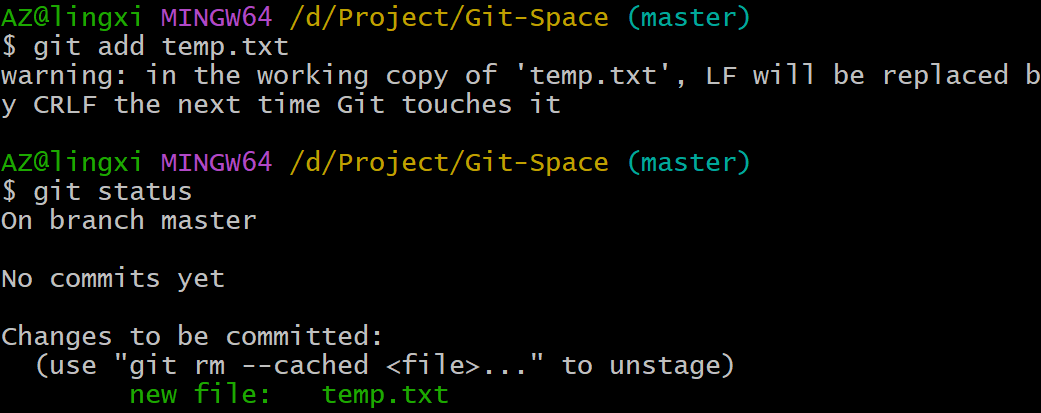 AZ@lingxi MINGW64 /d/Project/Git-Space (master)
$ git add temp.txt
warning: in the working copy of 'temp.txt', LF will be replaced b
y CRLF the next time Git touches it
AZ@lingxi MINGW64 /d/Project/Git-Space (master)
$ git status
On branch master
No commits yet
Changes to be committed:
  (use "git rm --cached <file>..." to unstage)
        new file:   temp.txt